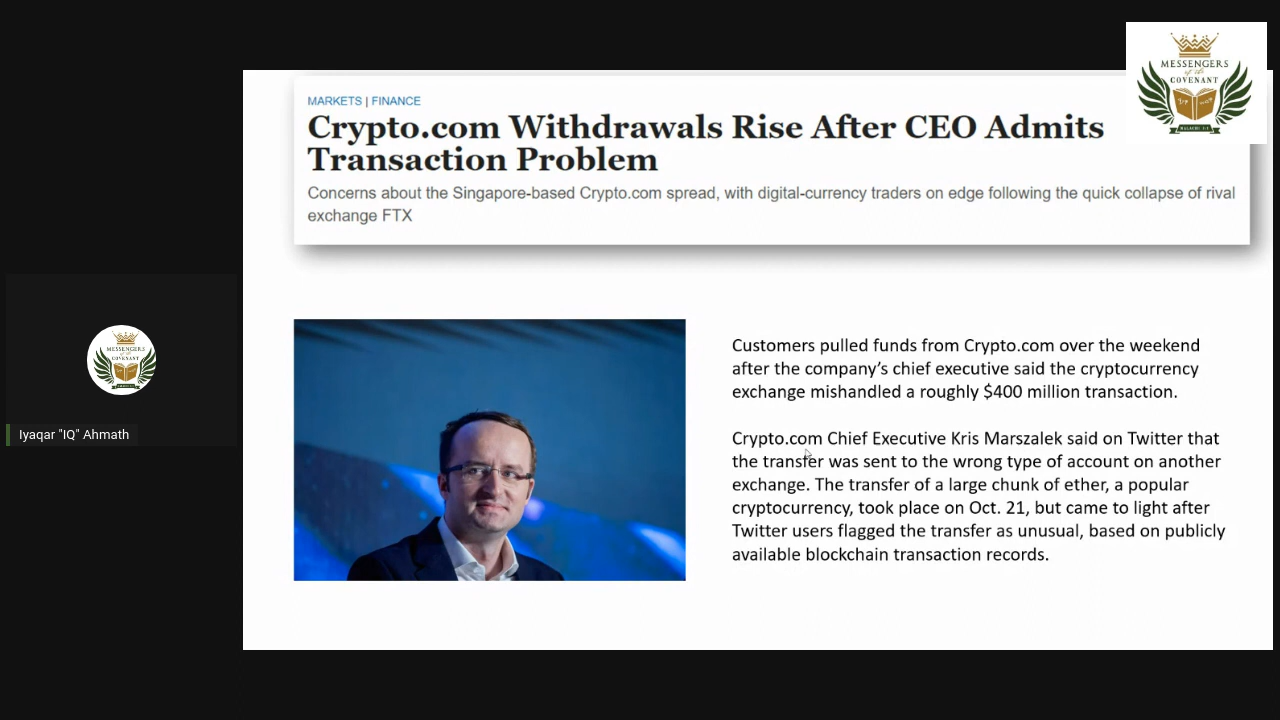 MESSENGERS
of the
COVENANT
MARKETS | FINANCE
Crypto.com Withdrawals Rise After CEO Admits
Transaction Problem
Concerns about the Singapore-based Crypto.com spread, with digital-currency traders on edge following the quick collapse of rival
exchange FTX
Customers pulled funds from Crypto.com over the weekend
after the company’s chief executive said the cryptocurrency
exchange mishandled a roughly $400 million transaction.
Crypto.com Chief Executive Kris Marszalek said on Twitter that
the transfer was sent to the wrong type of account on another
exchange. The transfer of a large chunk of ether, a popular
cryptocurrency, took place on Oct. 21, but came to light after
Twitter users flagged the transfer as unusual, based on publicly
available blockchain transaction records.
MESSENGERS
of the
COVENANT
Iyaqar "IQ" Ahmath